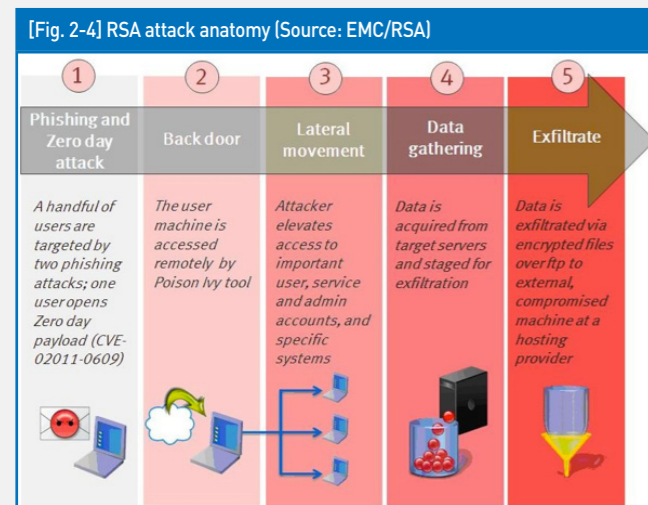 [Fig. 2-4] RSA attack anatomy (Source: EMC/RSA)
1
2
3
4
5
Phishing and
Zero day
attack
Back door
Lateral
movement
Data
gathering
Exfiltrate
A handful of
users are
targeted by
two phishing
attacks; one
user opens
Zero day
payload (CVE-
02011-0609)
The user
machine is
accessed
remotely by
Poison Ivy tool
Attacker
elevates
access to
important
user, service
and admin
accounts, and
specific
systems
Data is
acquired from
target servers
and staged for
exfiltration
Data is
exfiltrated via
encrypted files
over ftp to
external,
compromised
machine at a
hosting
provider